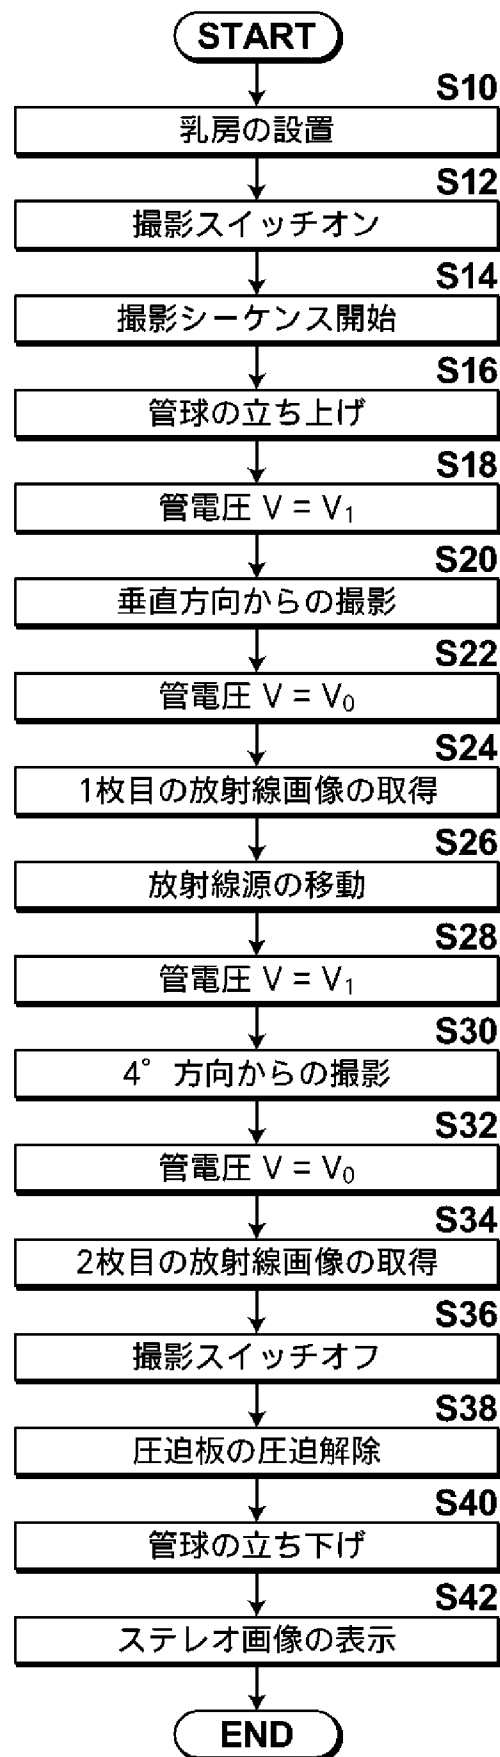 START
S10
乳房の設置
S12
撮影スイッチオン
S14
撮影シーケンス開始
S16
管球の立ち上げ
S18
管電圧 V = V₁
S20
垂直方向からの撮影
S22
管電圧 V = V₀
S24
1枚目の放射線画像の取得
S26
放射線源の移動
S28
管電圧 V = V₁
S30
4° 方向からの撮影
S32
管電圧 V = V₀
S34
2枚目の放射線画像の取得
S36
撮影スイッチオフ
S38
圧迫板の圧迫解除
S40
管球の立ち下げ
S42
ステレオ画像の表示
END